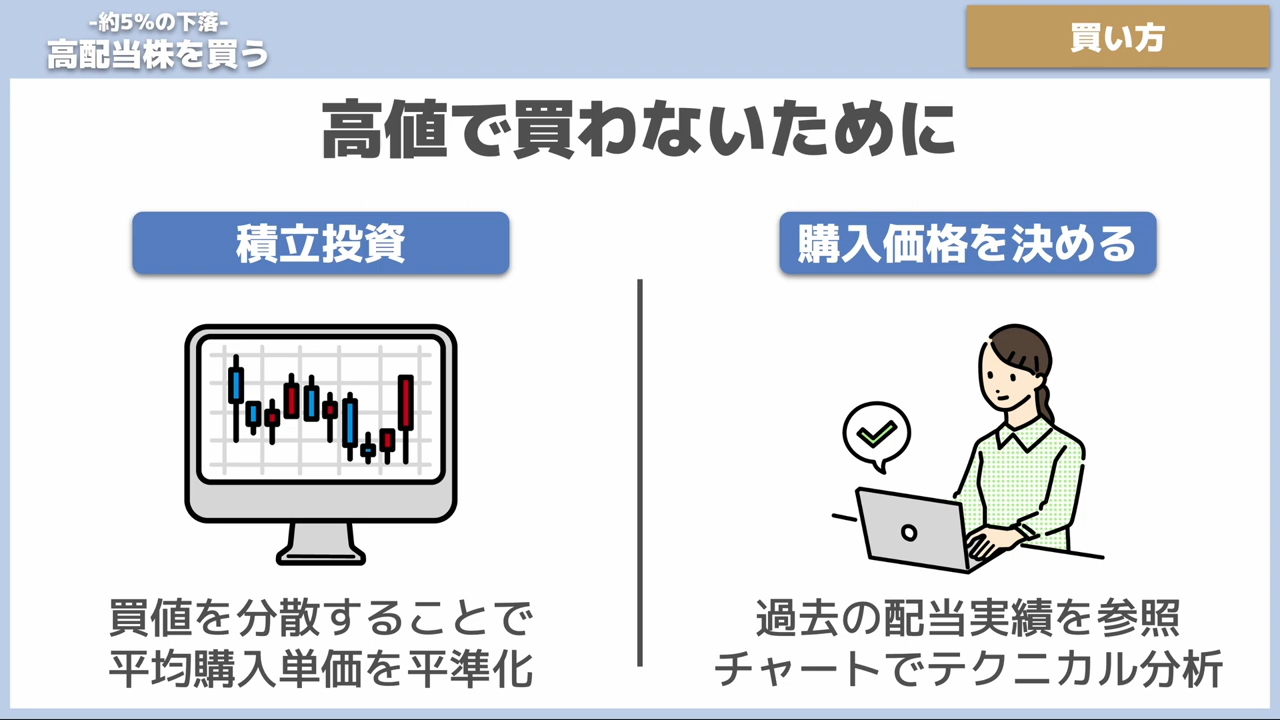 -約5%の下落-
高配当株を買う
買い方
高値で買わないために
積立投資
買値を分散することで
平均購入単価を平準化
購入価格を決める
過去の配当実績を参照
チャートでテクニカル分析